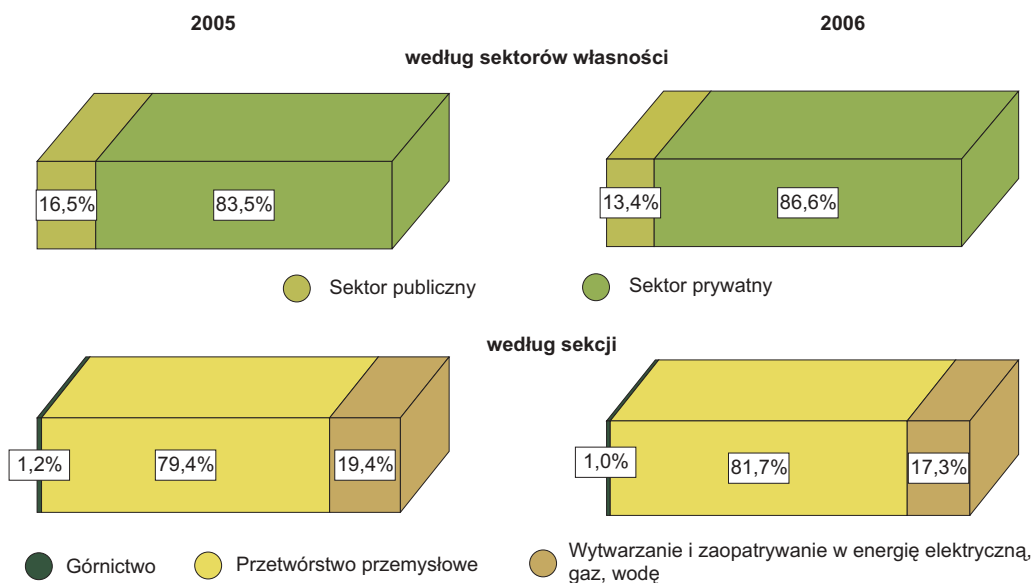 2005
2006
według sektorów własności
16,5%
83,5%
13,4%
86,6%
Sektor publiczny
Sektor prywatny
według sekcji
1,2%
79,4%
19,4%
1,0%
81,7%
17,3%
Górnictwo
Przetwórstwo przemysłowe
Wytwarzanie i zaopatrywanie w energię elektryczną,
gaz, wodę